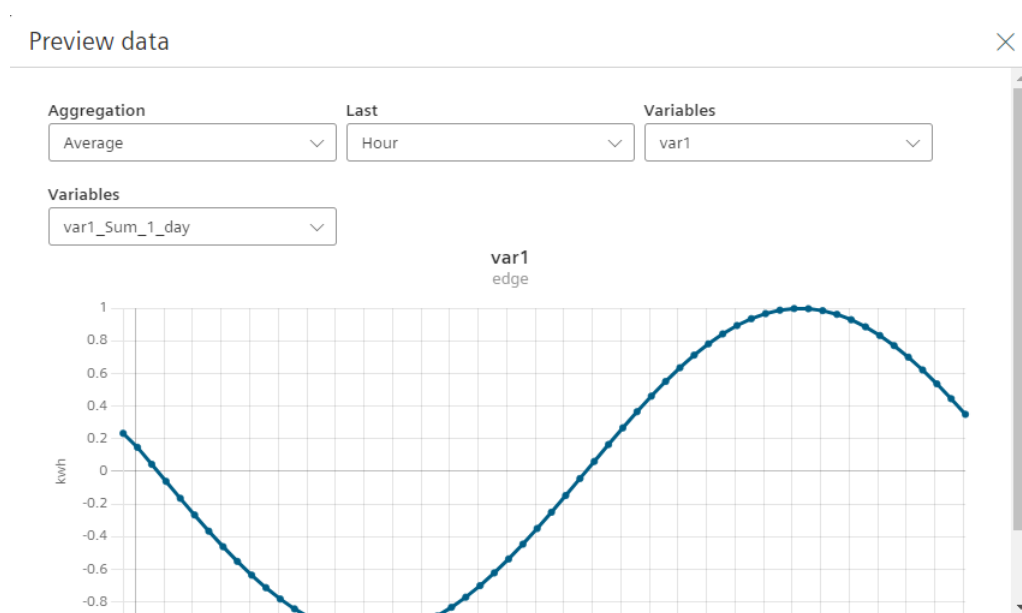 Preview data
Aggregation Last Variables
Average Hour var1
Variables
var1_Sum_1_day
var1
edge
1
0.8
0.6
0.4
0.2
0
-0.2
-0.4
-0.6
-0.8
kwh